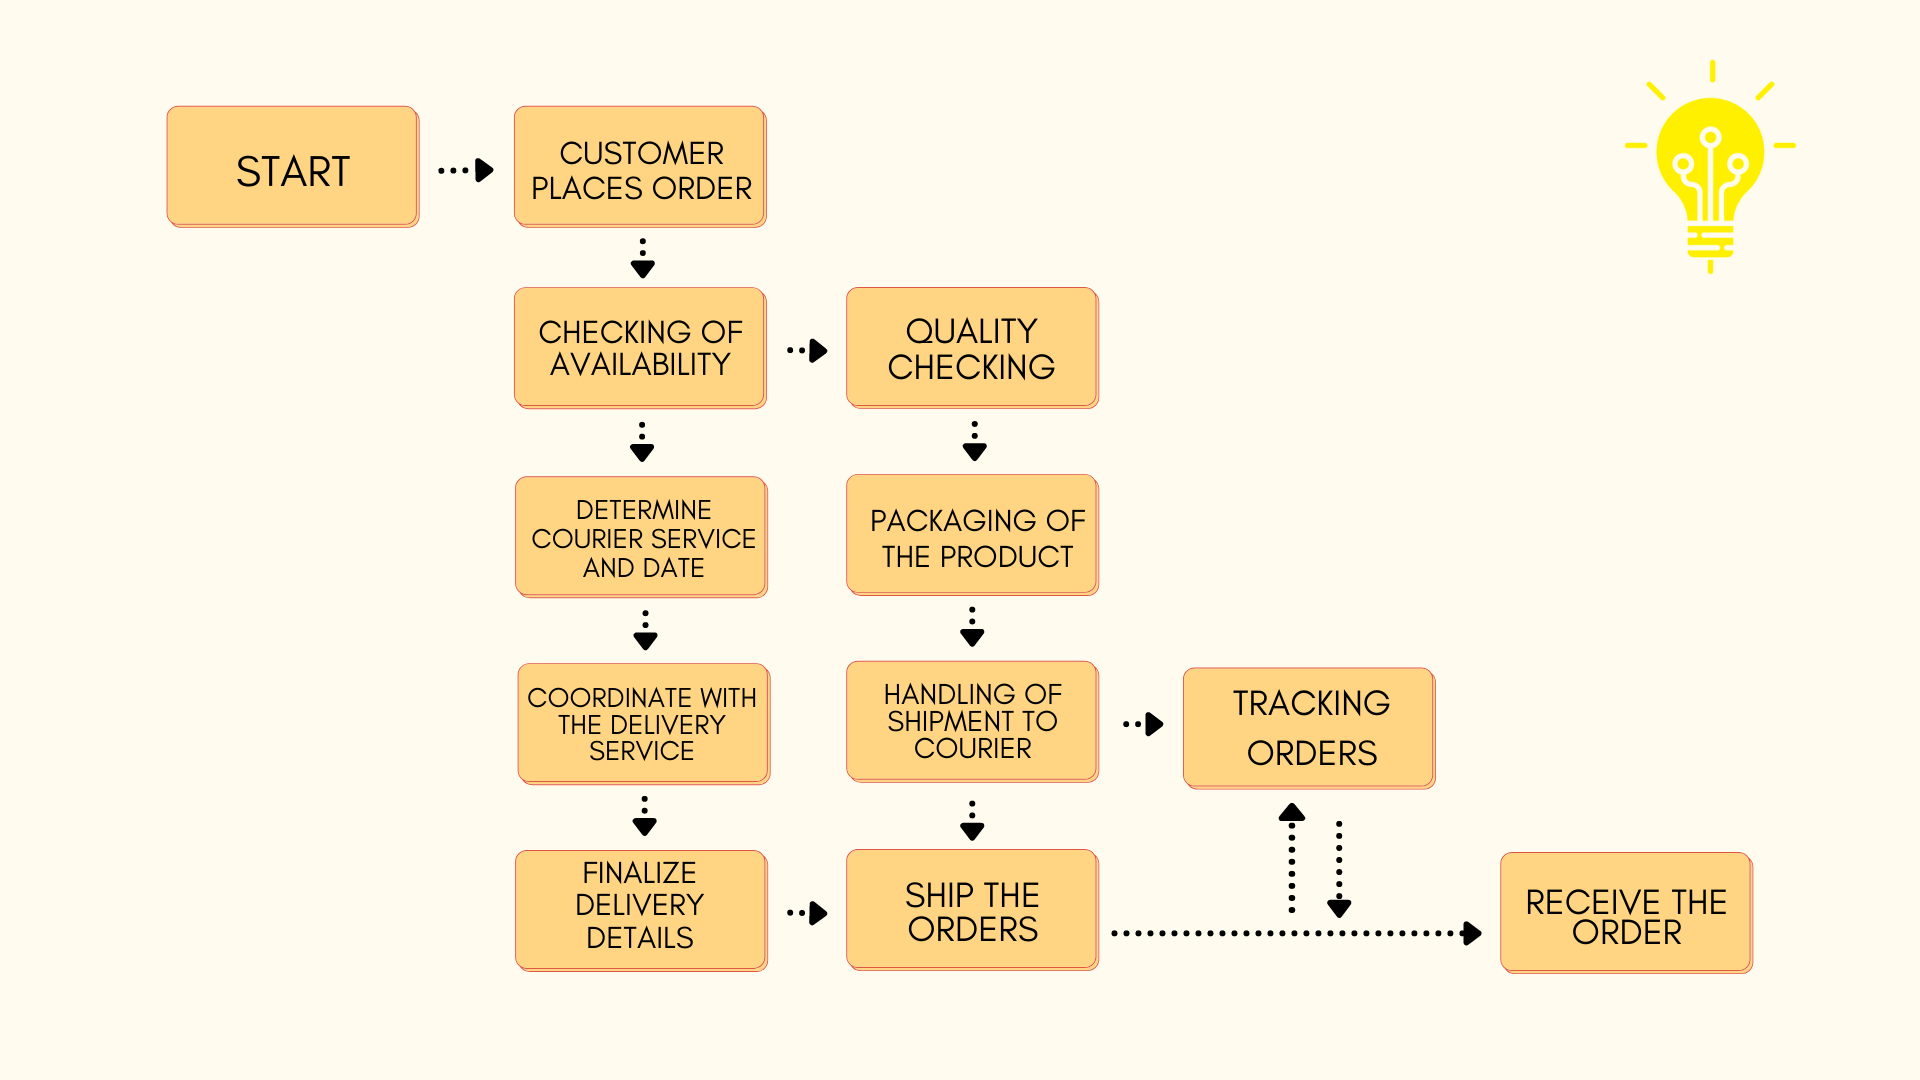 START
CUSTOMER
PLACES ORDER
CHECKING OF
AVAILABILITY
QUALITY
CHECKING
DETERMINE
COURIER SERVICE
AND DATE
PACKAGING OF
THE PRODUCT
COORDINATE WITH
THE DELIVERY
SERVICE
HANDLING OF
SHIPMENT TO
COURIER
TRACKING
ORDERS
FINALIZE
DELIVERY
DETAILS
SHIP THE
ORDERS
RECEIVE THE
ORDER